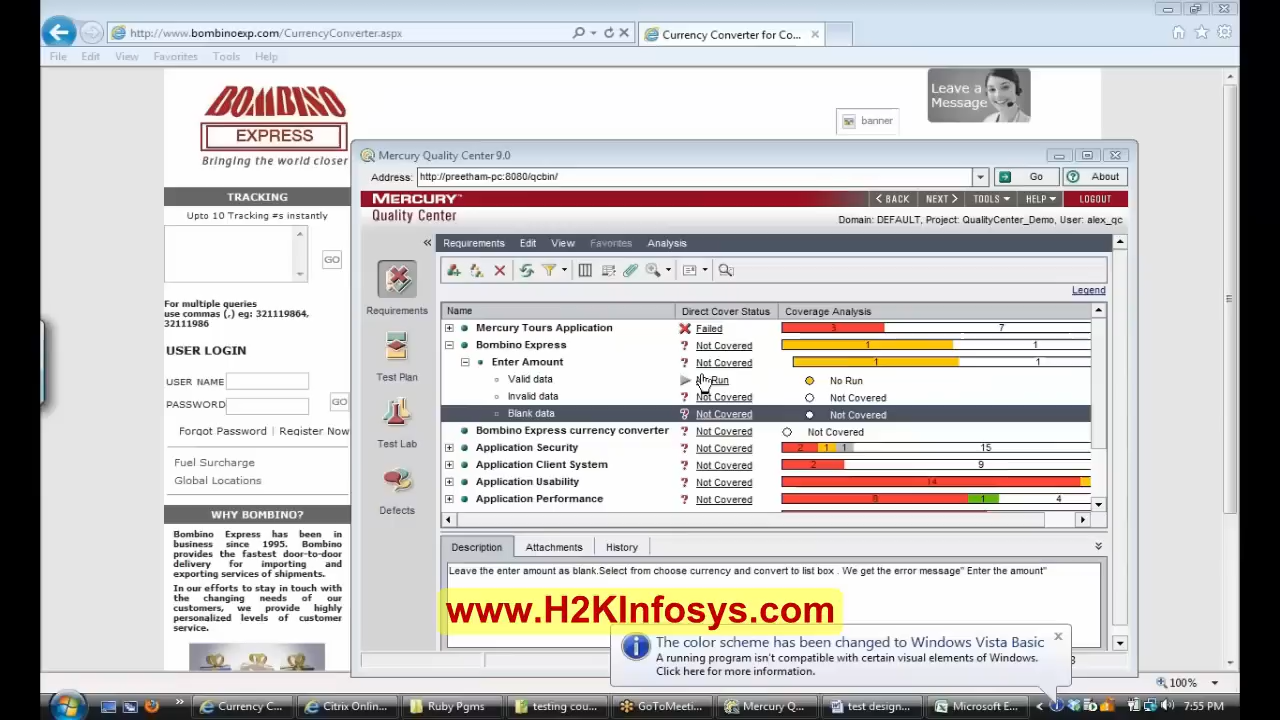 http://www.bombinoexp.com/CurrencyConverter.aspx
Currency Converter for Co...
File Edit View Favorites Tools Help
BOMBINO
EXPRESS
Bringing the world closer
Leave a
Message
banner
TRACKING
Upto 10 Tracking #s instantly
GO
For multiple queries
use commas (,) eg: 321119864,
32111986
USER LOGIN
USER NAME
PASSWORD
GO
Forgot Password | Register Now
Fuel Surcharge
Global Locations
WHY BOMBINO?
Bombino Express has been in
business since 1995. Bombino
provides the fastest door-to-door
delivery for importing and
exporting services of shipments.
In our efforts to stay in touch with
the changing needs of our
customers, we provide highly
personalized levels of customer
service.
Mercury Quality Center 9.0
Address: http://preetham-pc:8080/qcbin/ Go About
MERCURY™
Quality Center
BACK NEXT TOOLS HELP LOGOUT
Domain: DEFAULT, Project: QualityCenter_Demo, User: alex_qc
Requirements
Test Plan
Test Lab
Defects
Requirements Edit View Favorites Analysis
Legend
Name Direct Cover Status Coverage Analysis
Mercury Tours Application Failed 3 7
Bombino Express Not Covered 1 1
Enter Amount Not Covered 1 1
Valid data Run No Run
Invalid data Not Covered Not Covered
Blank data Not Covered Not Covered
Bombino Express currency converter Not Covered Not Covered
Application Security Not Covered 2 1 1 15
Application Client System Not Covered 2 9
Application Usability Not Covered 14
Application Performance Not Covered 8 1 4
Description Attachments History
Leave the enter amount as blank.Select from choose currency and convert to list box . We get the error message" Enter the amount"
www.H2KInfosys.com
The color scheme has been changed to Windows Vista Basic
A running program isn't compatible with certain visual elements of Windows.
Click here for more information.
100%
Currency C... Citrix Onlin... Ruby Pgms testing cou... GoToMeeti... Mercury Q... test design... Microsoft E... 7:55 PM